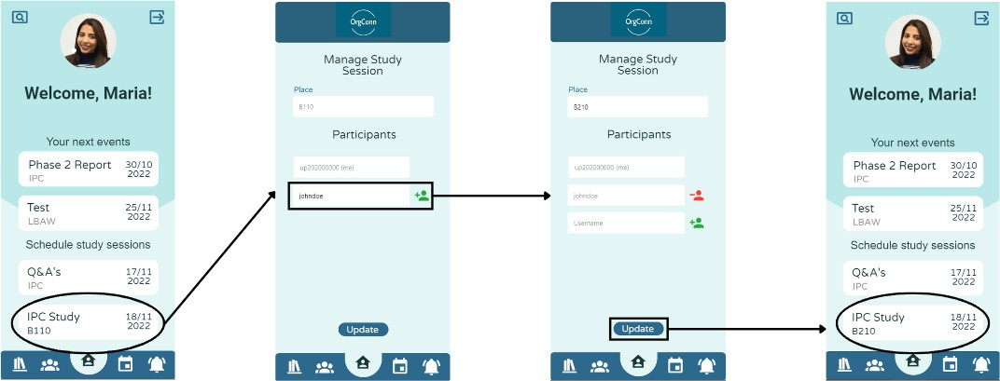 Welcome, Maria!
Your next events
Phase 2 Report 30/10
IPC 2022
Test 25/11
LBAW 2022
Schedule study sessions
Q&A's 17/11
IPC 2022
IPC Study 18/11
B110 2022
OrgConn
Manage Study
Session
Place
B110
Participants
up202000000 (me)
johndoe
Update
OrgConn
Manage Study
Session
Place
B210
Participants
up202000000 (me)
johndoe
Username
Update
Welcome, Maria!
Your next events
Phase 2 Report 30/10
IPC 2022
Test 25/11
LBAW 2022
Schedule study sessions
Q&A's 17/11
IPC 2022
IPC Study 18/11
B210 2022